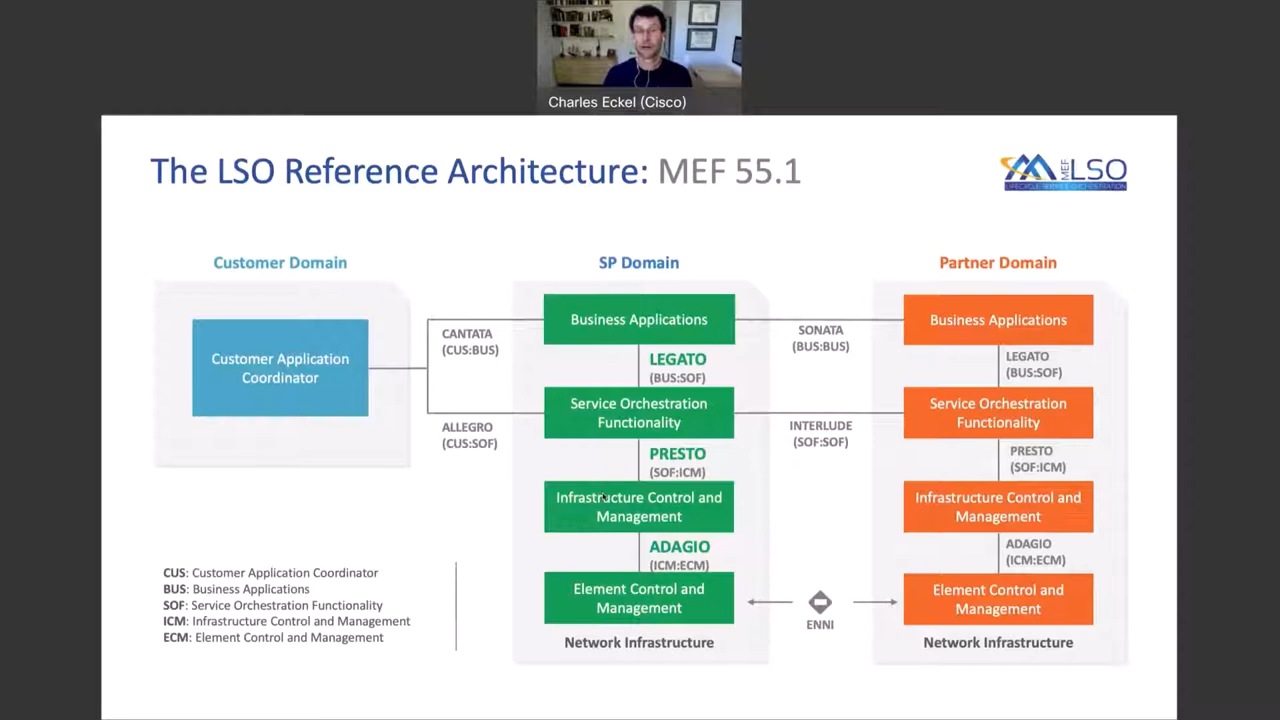 Charles Eckel (Cisco)
The LSO Reference Architecture: MEF 55.1
MEF LSO
LIFECYCLE SERVICE ORCHESTRATION
Customer Domain
SP Domain
Partner Domain
Customer Application
Coordinator
CANTATA
(CUS:BUS)
ALLEGRO
(CUS:SOF)
Business Applications
LEGATO
(BUS:SOF)
Service Orchestration
Functionality
PRESTO
(SOF:ICM)
Infrastructure Control and
Management
ADAGIO
(ICM:ECM)
Element Control and
Management
Network Infrastructure
SONATA
(BUS:BUS)
INTERLUDE
(SOF:SOF)
ENNI
Business Applications
LEGATO
(BUS:SOF)
Service Orchestration
Functionality
PRESTO
(SOF:ICM)
Infrastructure Control and
Management
ADAGIO
(ICM:ECM)
Element Control and
Management
Network Infrastructure
CUS: Customer Application Coordinator
BUS: Business Applications
SOF: Service Orchestration Functionality
ICM: Infrastructure Control and Management
ECM: Element Control and Management